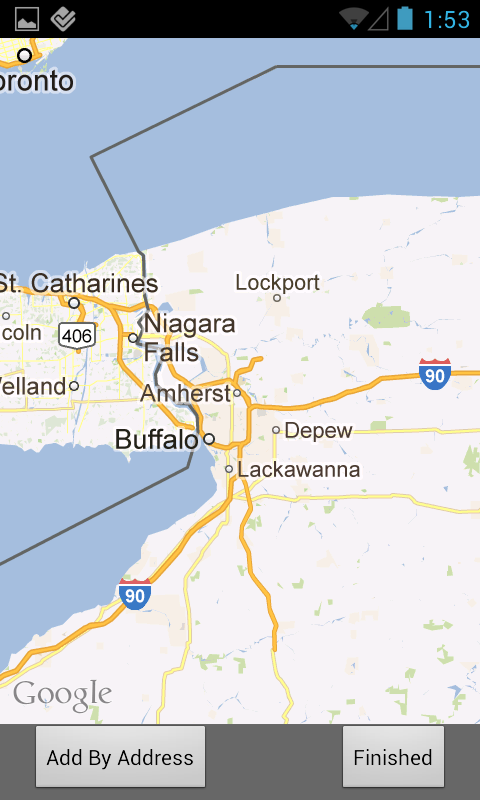 1:53
oronto
St. Catharines
Lockport
coln
406
Niagara
Falls
90
Welland
Amherst
Buffalo
Depew
Lackawanna
90
Google
Add By Address
Finished